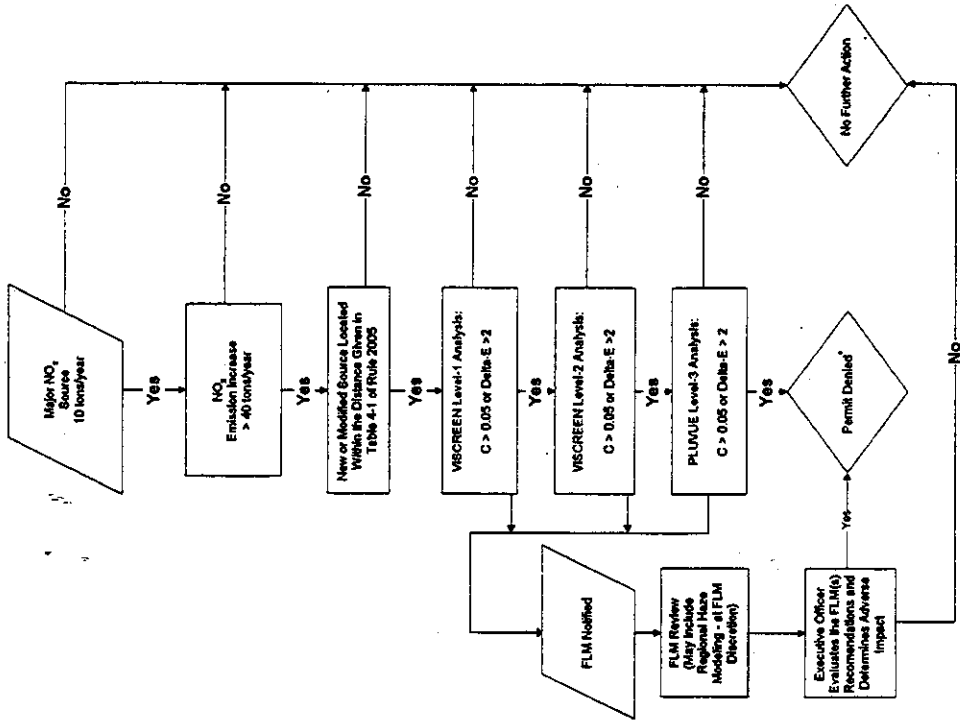 Major NOx
Source
10 tons/year
No
Yes
NOx
Emission Increase
> 40 tons/year
No
Yes
New or Modified Source Located
Within the Distance Given in
Table 4-1 of Rule 2005
No
Yes
VISCREEN Level-1 Analysis:
C > 0.05 or Delta-E >2
No
Yes
VISCREEN Level-2 Analysis:
C > 0.05 or Delta-E >2
No
Yes
PLUVUE Level-3 Analysis:
C > 0.05 or Delta-E > 2
No
Yes
FLM Notified
FLM Review
(May Include
Regional Haze
Modeling - at FLM
Discretion)
Executive Officer
Evaluates the FLM(s)
Recomendations and
Determines Adverse
Impact
Yes
Permit Denied*
No
No Further Action